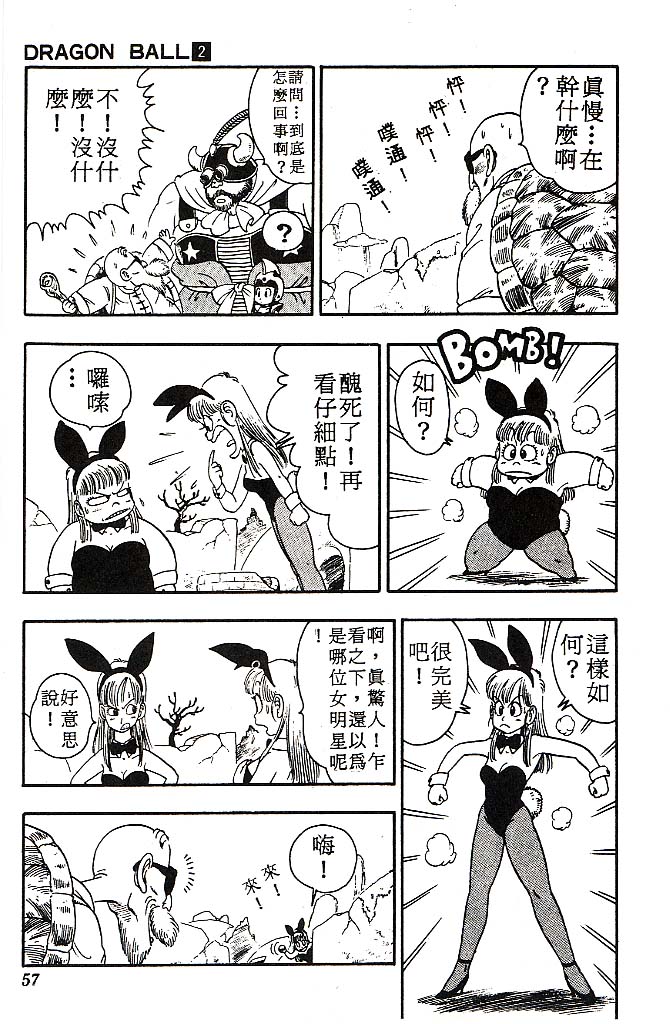 DRAGON BALL 2
眞慢…在
幹什麼啊
？
怦！
怦！
怦！
噗通！
噗通！
請問…到底是
怎麼回事啊？
？
不！沒什
麼！沒什
麼！
BOMB!
如何？
醜死了！再
看仔細點！
囉嗦
…
這樣如
何？
很完美
吧！
啊，眞驚人！乍
看之下，還以爲
是哪位女明星呢
！
好意思
說！
嗨！
來！
來！
57